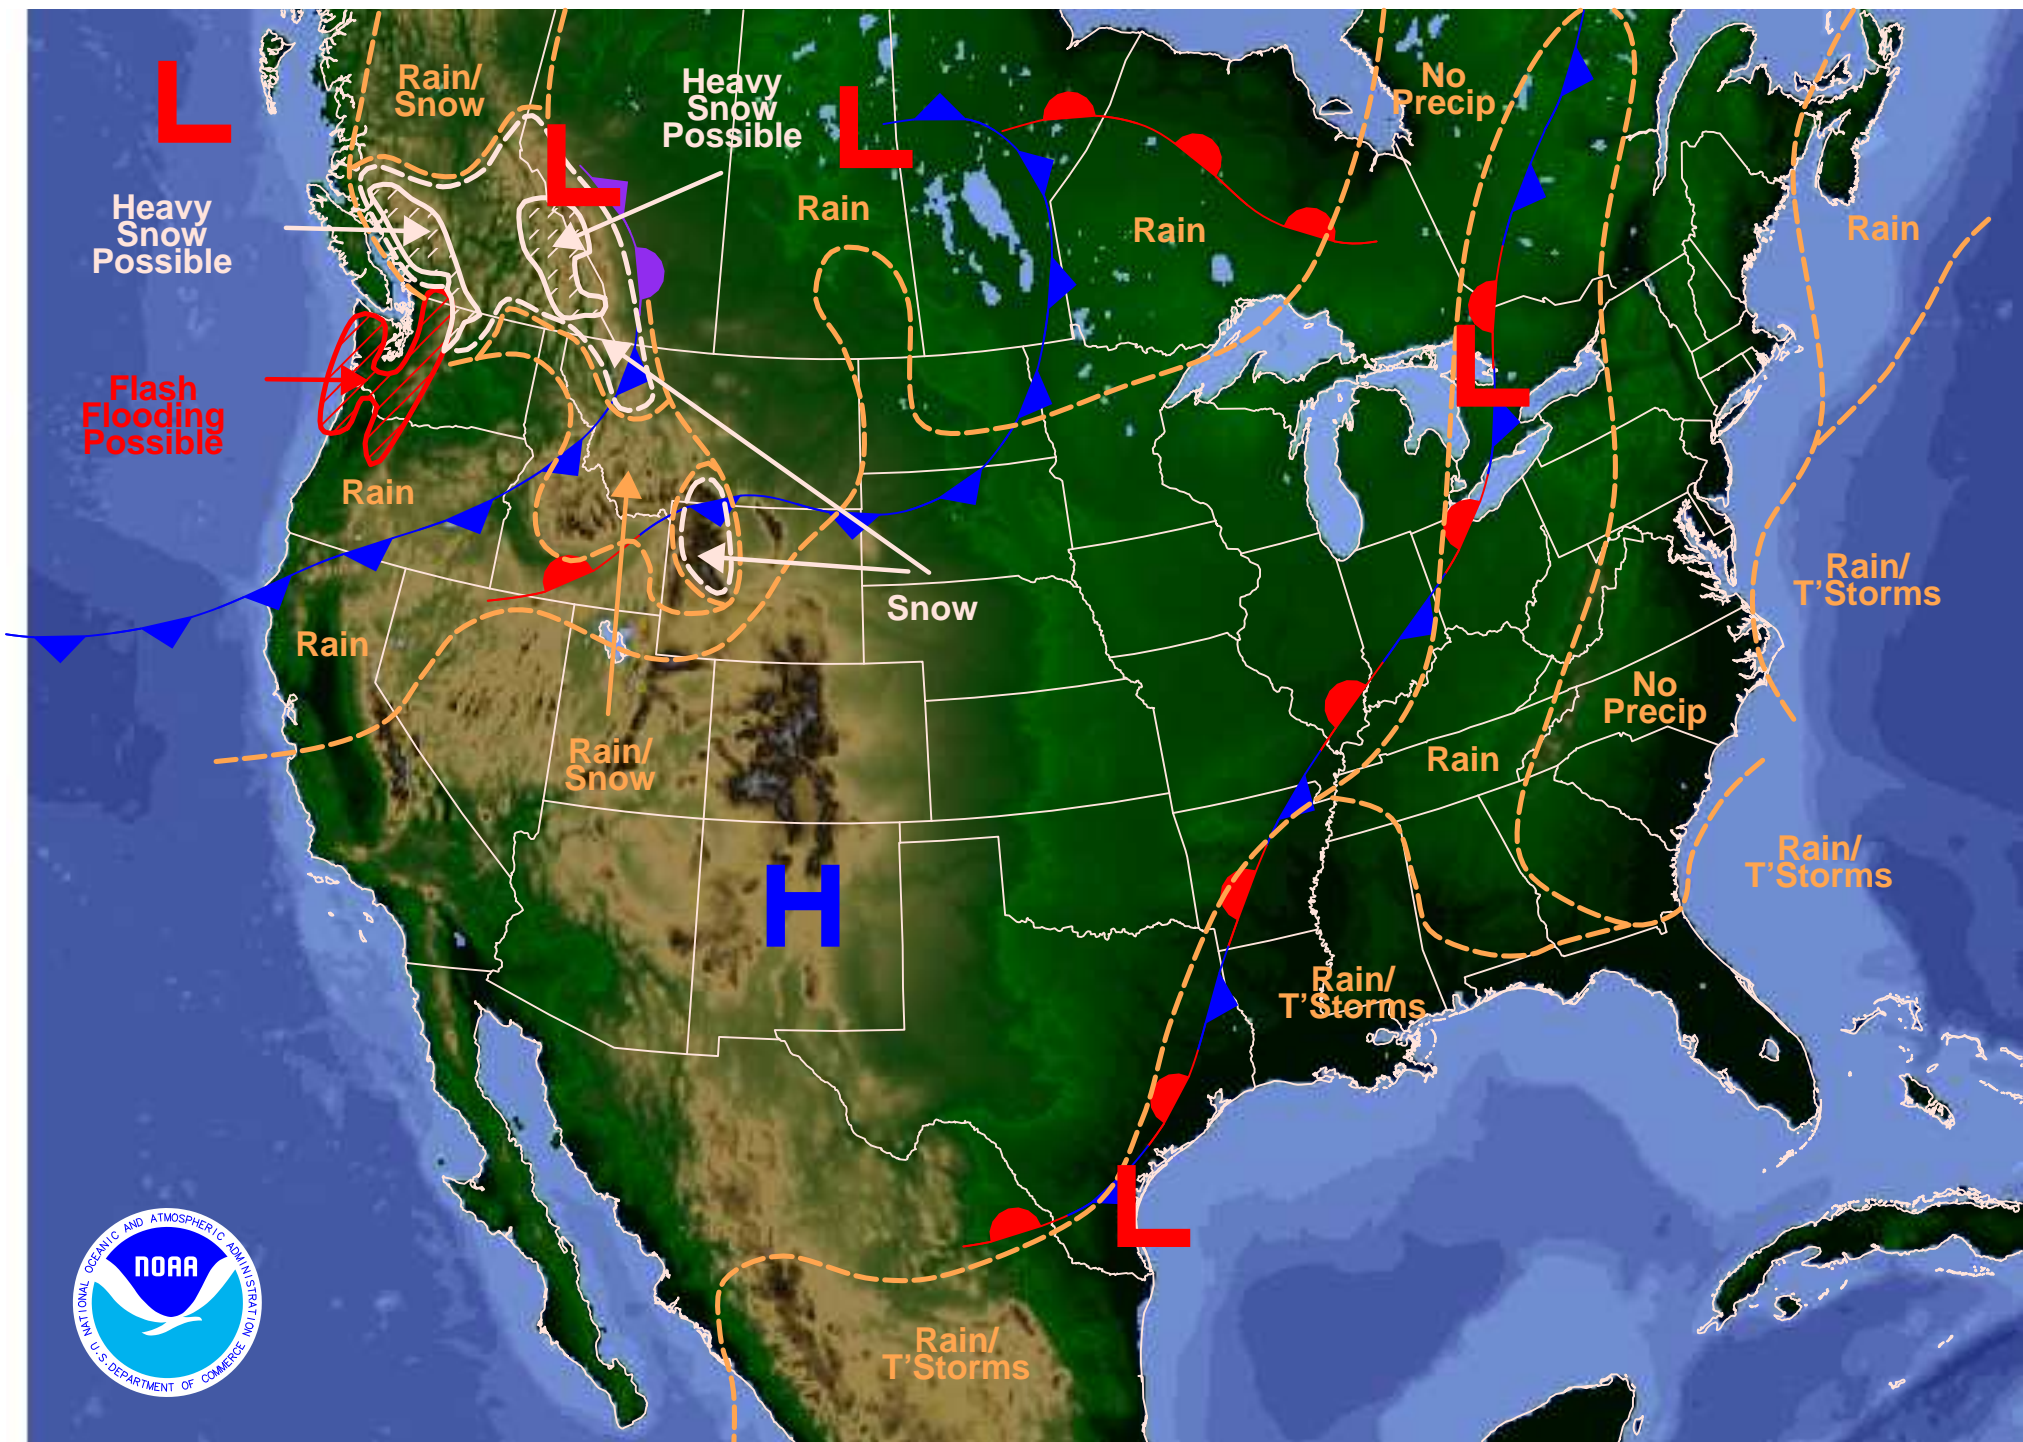 L
Rain/
Snow
Heavy
Snow
Possible
L
No
Precip
L
Heavy
Snow
Possible
Rain
Rain
Rain
L
Flash
Flooding
Possible
Rain
Rain/
T'Storms
Snow
Rain
No
Precip
Rain/
Snow
Rain
Rain/
T'Storms
H
Rain/
T'Storms
L
NATIONAL OCEANIC AND ATMOSPHERIC ADMINISTRATION
NOAA
U.S. DEPARTMENT OF COMMERCE
Rain/
T'Storms